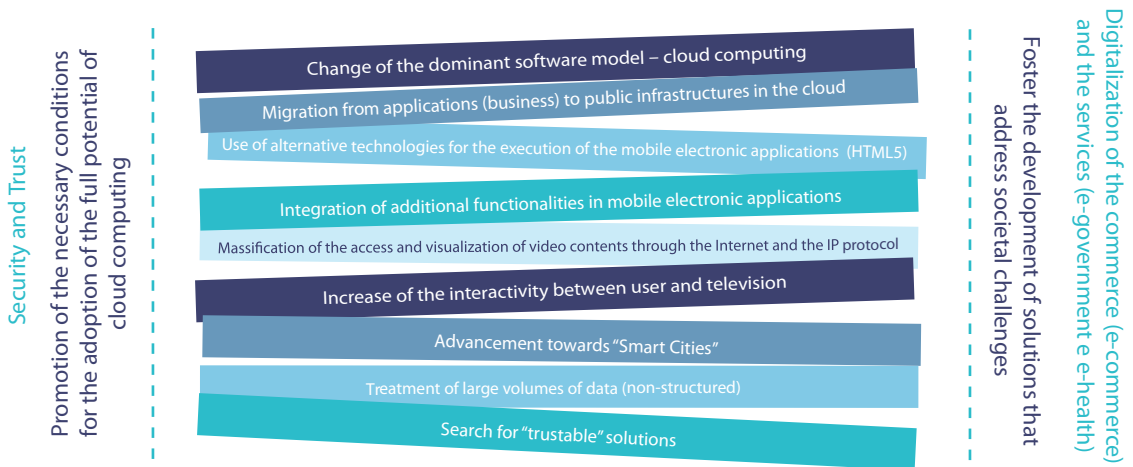 Security and Trust
Promotion of the necessary conditions
for the adoption of the full potential of
cloud computing
Change of the dominant software model – cloud computing
Migration from applications (business) to public infrastructures in the cloud
Use of alternative technologies for the execution of the mobile electronic applications (HTML5)
Integration of additional functionalities in mobile electronic applications
Massification of the access and visualization of video contents through the Internet and the IP protocol
Increase of the interactivity between user and television
Advancement towards “Smart Cities”
Treatment of large volumes of data (non-structured)
Search for “trustable” solutions
Foster the development of solutions that
address societal challenges
Digitalization of the commerce (e-commerce)
and the services (e-government e e-health)